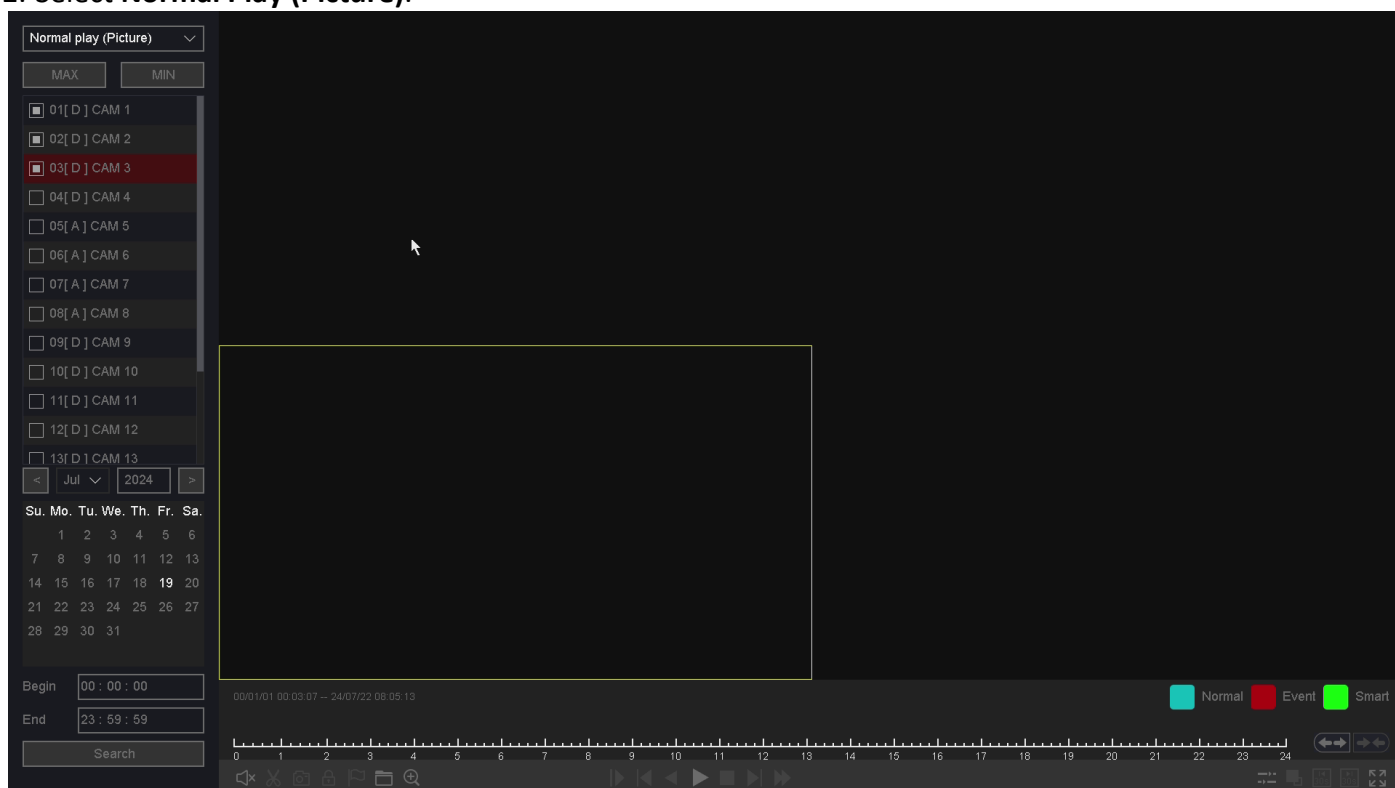 2. Select Normal Play (Picture).
Normal play (Picture)
MAX MIN
01[ D ] CAM 1
02[ D ] CAM 2
03[ D ] CAM 3
04[ D ] CAM 4
05[ A ] CAM 5
06[ A ] CAM 6
07[ A ] CAM 7
08[ A ] CAM 8
09[ D ] CAM 9
10[ D ] CAM 10
11[ D ] CAM 11
12[ D ] CAM 12
13[ D ] CAM 13
< Jul 2024 >
Su. Mo. Tu. We. Th. Fr. Sa.
1 2 3 4 5 6
7 8 9 10 11 12 13
14 15 16 17 18 19 20
21 22 23 24 25 26 27
28 29 30 31
Begin 00 : 00 : 00
End 23 : 59 : 59
Search
00/01/01 00:03:07 -- 24/07/22 08:05:13
Normal Event Smart
0 1 2 3 4 5 6 7 8 9 10 11 12 13 14 15 16 17 18 19 20 21 22 23 24